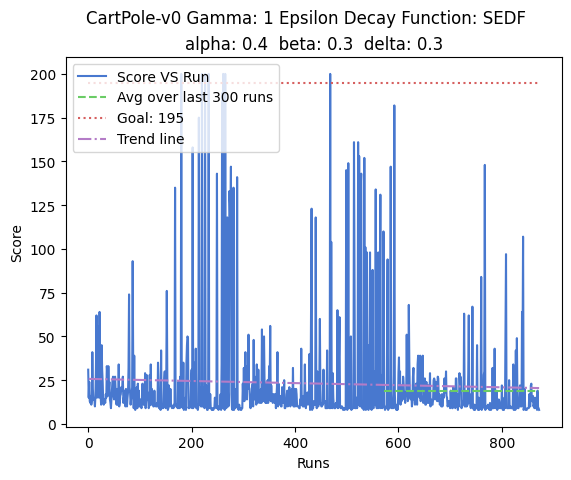 CartPole-v0 Gamma: 1 Epsilon Decay Function: SEDF
alpha: 0.4 beta: 0.3 delta: 0.3
Score VS Run
Avg over last 300 runs
Goal: 195
Trend line
200
175
150
125
100
75
50
25
0
Score
0
200
400
600
800
Runs